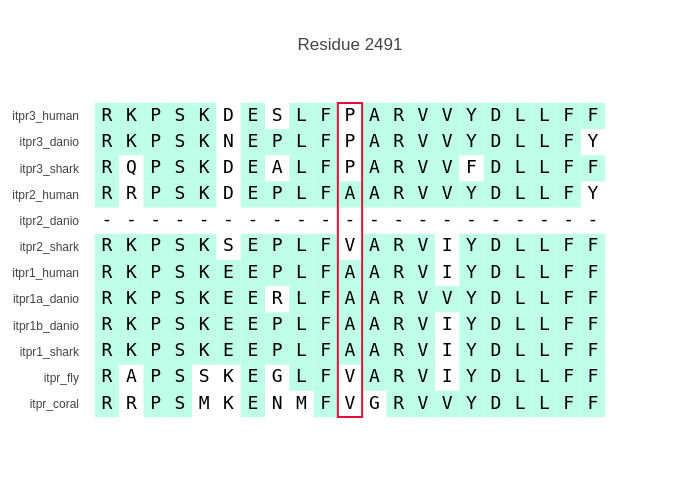 Residue 2491
itpr3_human R K P S K D E S L F P A R V V Y D L L F F
itpr3_danio R K P S K N E P L F P A R V V Y D L L F Y
itpr3_shark R Q P S K D E A L F P A R V V F D L L F F
itpr2_human R R P S K D E P L F A A R V V Y D L L F Y
itpr2_danio - - - - - - - - - - - - - - - - - - - - -
itpr2_shark R K P S K S E P L F V A R V I Y D L L F F
itpr1_human R K P S K E E P L F A A R V I Y D L L F F
itpr1a_danio R K P S K E E R L F A A R V V Y D L L F F
itpr1b_danio R K P S K E E P L F A A R V I Y D L L F F
itpr1_shark R K P S K E E P L F A A R V I Y D L L F F
itpr_fly R A P S S K E G L F V A R V I Y D L L F F
itpr_coral R R P S M K E N M F V G R V V Y D L L F F